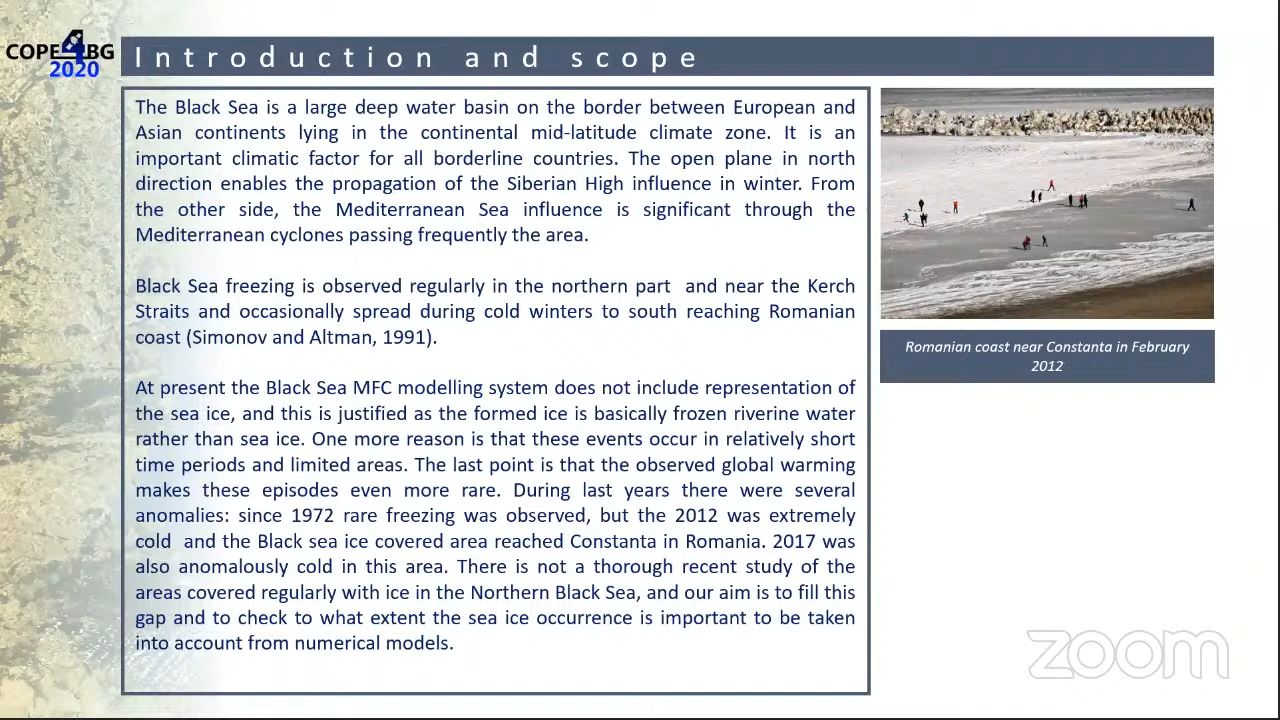 COPE4BG
2020
Introduction and scope
The Black Sea is a large deep water basin on the border between European and
Asian continents lying in the continental mid-latitude climate zone. It is an
important climatic factor for all borderline countries. The open plane in north
direction enables the propagation of the Siberian High influence in winter. From
the other side, the Mediterranean Sea influence is significant through the
Mediterranean cyclones passing frequently the area.
Black Sea freezing is observed regularly in the northern part and near the Kerch
Straits and occasionally spread during cold winters to south reaching Romanian
coast (Simonov and Altman, 1991).
At present the Black Sea MFC modelling system does not include representation of
the sea ice, and this is justified as the formed ice is basically frozen riverine water
rather than sea ice. One more reason is that these events occur in relatively short
time periods and limited areas. The last point is that the observed global warming
makes these episodes even more rare. During last years there were several
anomalies: since 1972 rare freezing was observed, but the 2012 was extremely
cold and the Black sea ice covered area reached Constanta in Romania. 2017 was
also anomalously cold in this area. There is not a thorough recent study of the
areas covered regularly with ice in the Northern Black Sea, and our aim is to fill this
gap and to check to what extent the sea ice occurrence is important to be taken
into account from numerical models.
Romanian coast near Constanta in February
2012
zoom